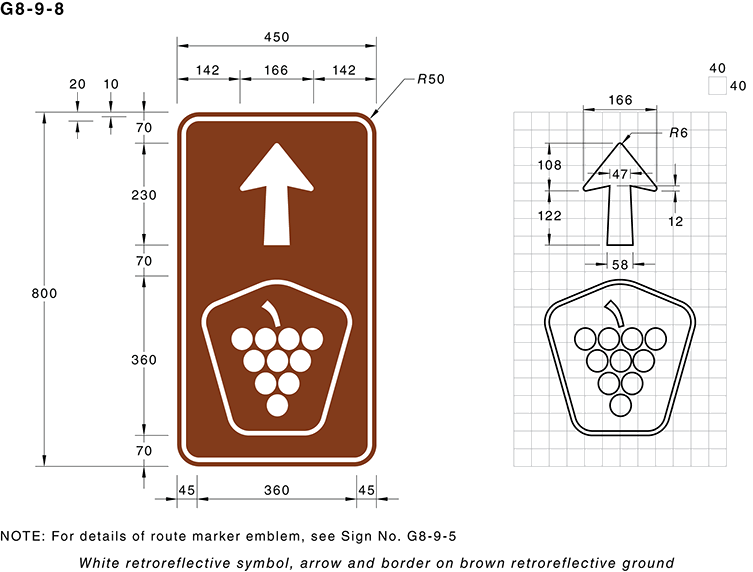 G8-9-8
450
142 166 142
R50
20 10
70
230
70
800
360
70
45 360 45
40
40
166
R6
108
47
122
12
58
NOTE: For details of route marker emblem, see Sign No. G8-9-5
White retroreflective symbol, arrow and border on brown retroreflective ground